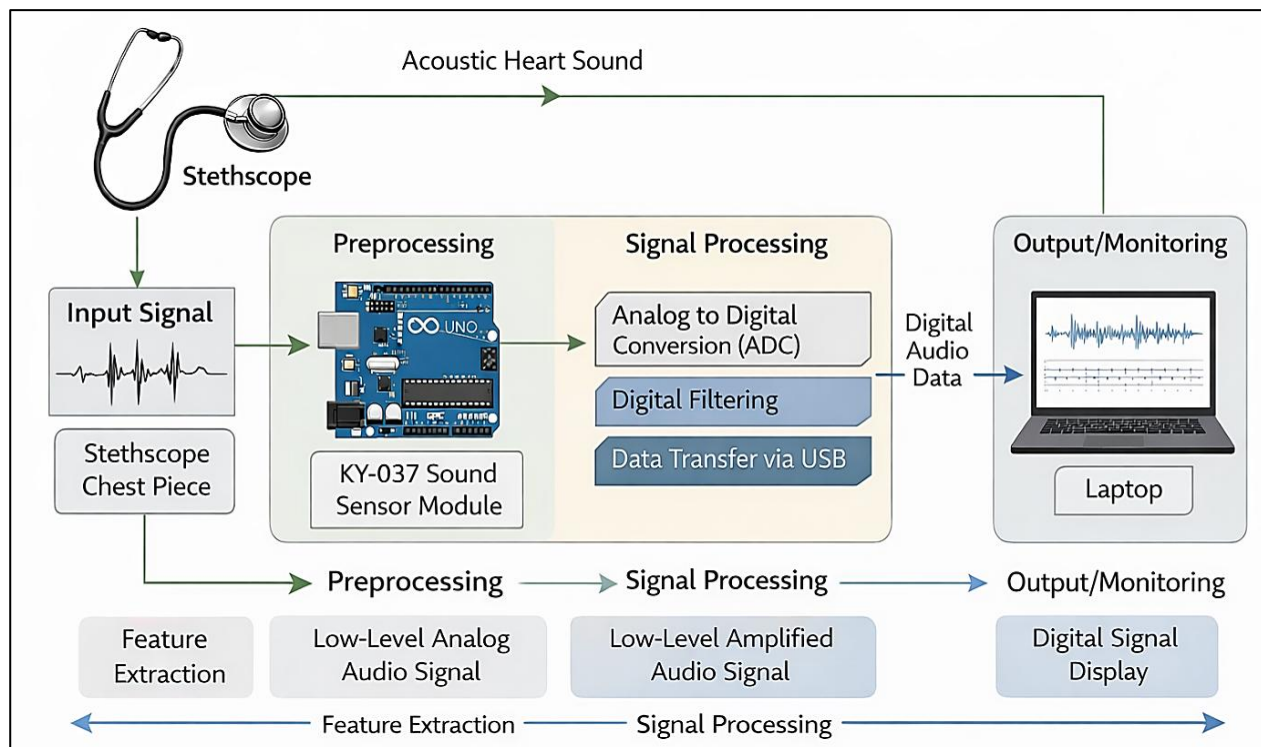 Acoustic Heart Sound
Stethscope
Input Signal
Stethscope
Chest Piece
Preprocessing
UNO
KY-037 Sound
Sensor Module
Signal Processing
Analog to Digital
Conversion (ADC)
Digital Filtering
Data Transfer via USB
Digital
Audio
Data
Output/Monitoring
Laptop
Preprocessing
Signal Processing
Output/Monitoring
Feature
Extraction
Low-Level Analog
Audio Signal
Low-Level Amplified
Audio Signal
Digital Signal
Display
Feature Extraction
Signal Processing